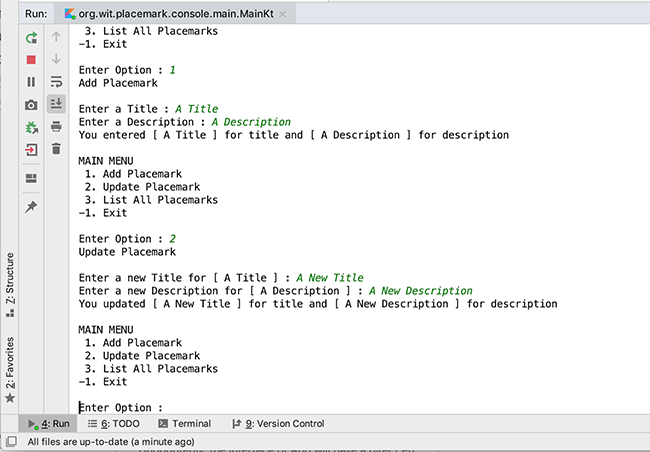 Run: org.wit.placemark.console.main.MainKt
3. List All Placemarks
-1. Exit
Enter Option : 1
Add Placemark
Enter a Title : A Title
Enter a Description : A Description
You entered [ A Title ] for title and [ A Description ] for description
MAIN MENU
1. Add Placemark
2. Update Placemark
3. List All Placemarks
-1. Exit
Enter Option : 2
Update Placemark
Enter a new Title for [ A Title ] : A New Title
Enter a new Description for [ A Description ] : A New Description
You updated [ A New Title ] for title and [ A New Description ] for description
MAIN MENU
1. Add Placemark
2. Update Placemark
3. List All Placemarks
-1. Exit
Enter Option :
Z: Structure
2: Favorites
4: Run 6: TODO Terminal 9: Version Control
All files are up-to-date (a minute ago)